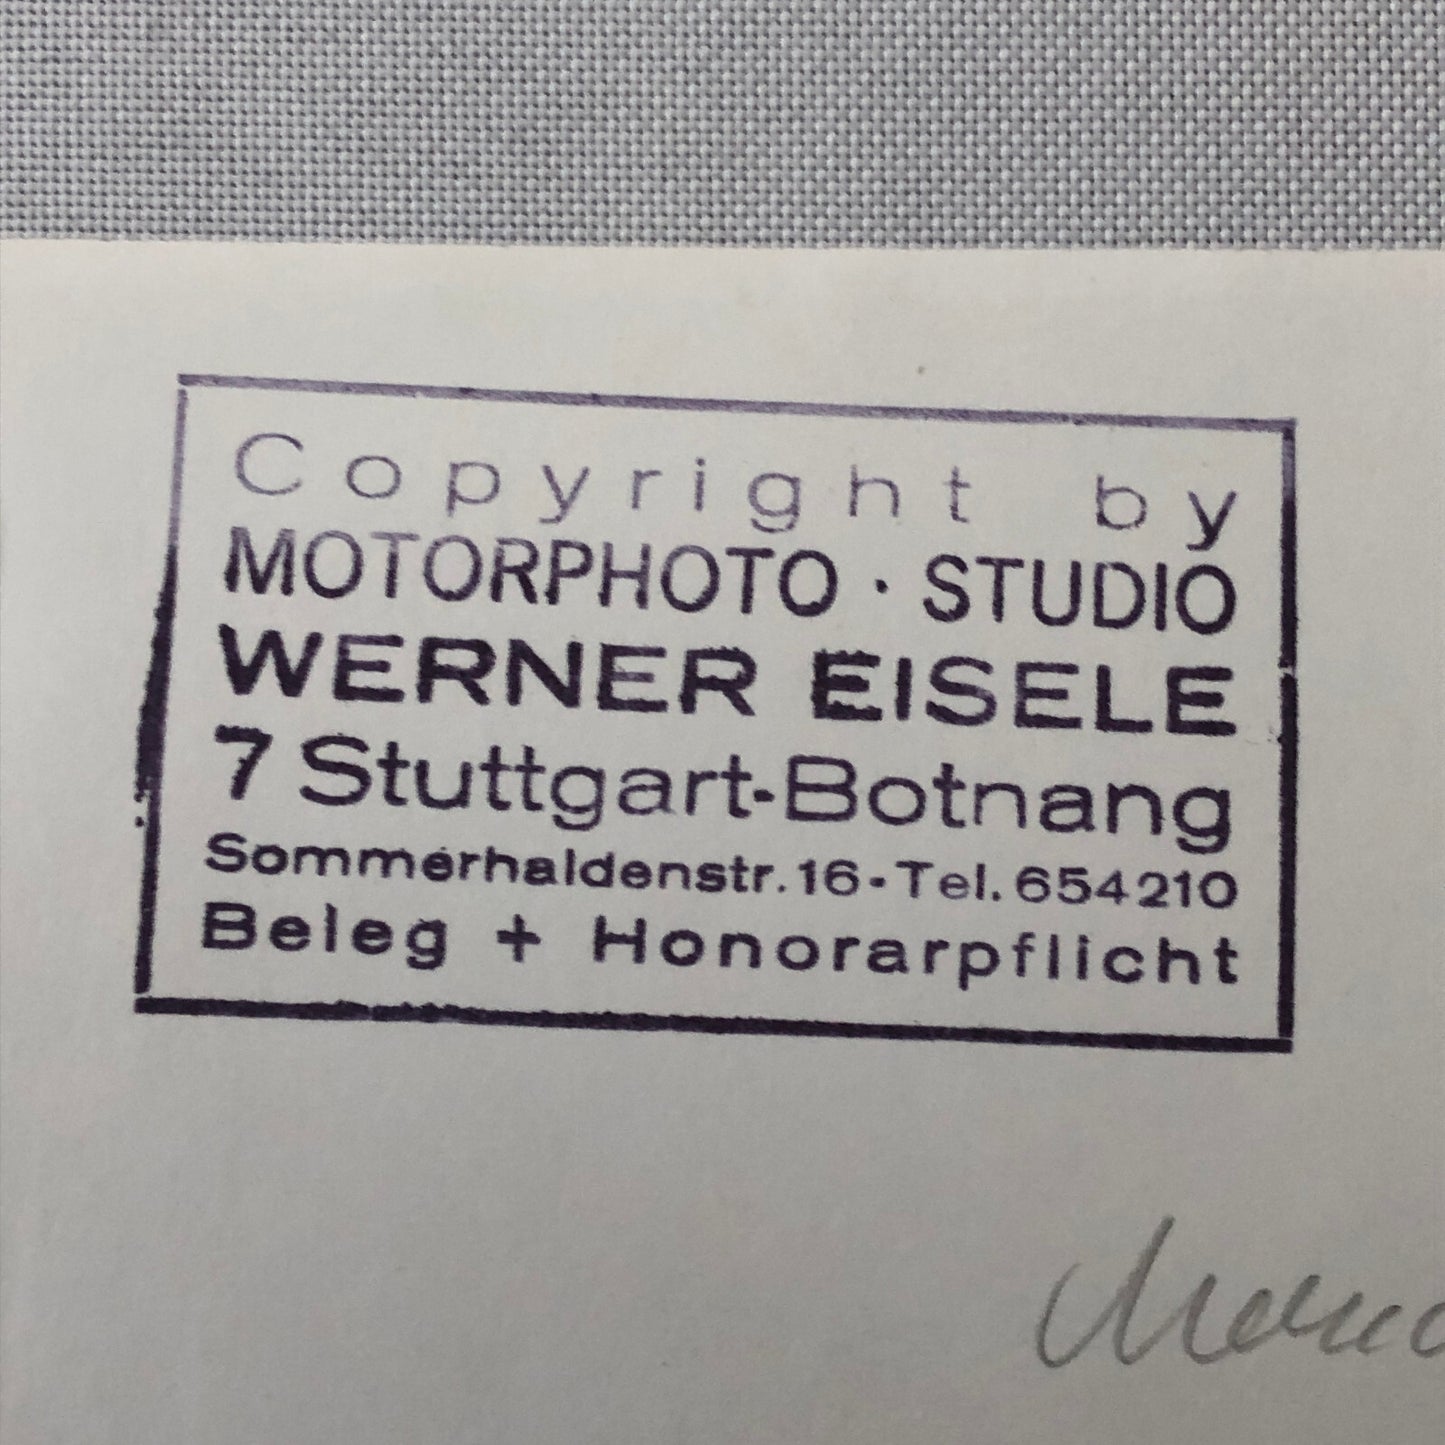 Copyright by
MOTORPHOTO · STUDIO
WERNER EISELE
7 Stuttgart-Botnang
Sommerhaldenstr. 16 - Tel. 654210
Beleg + Honorarpflicht